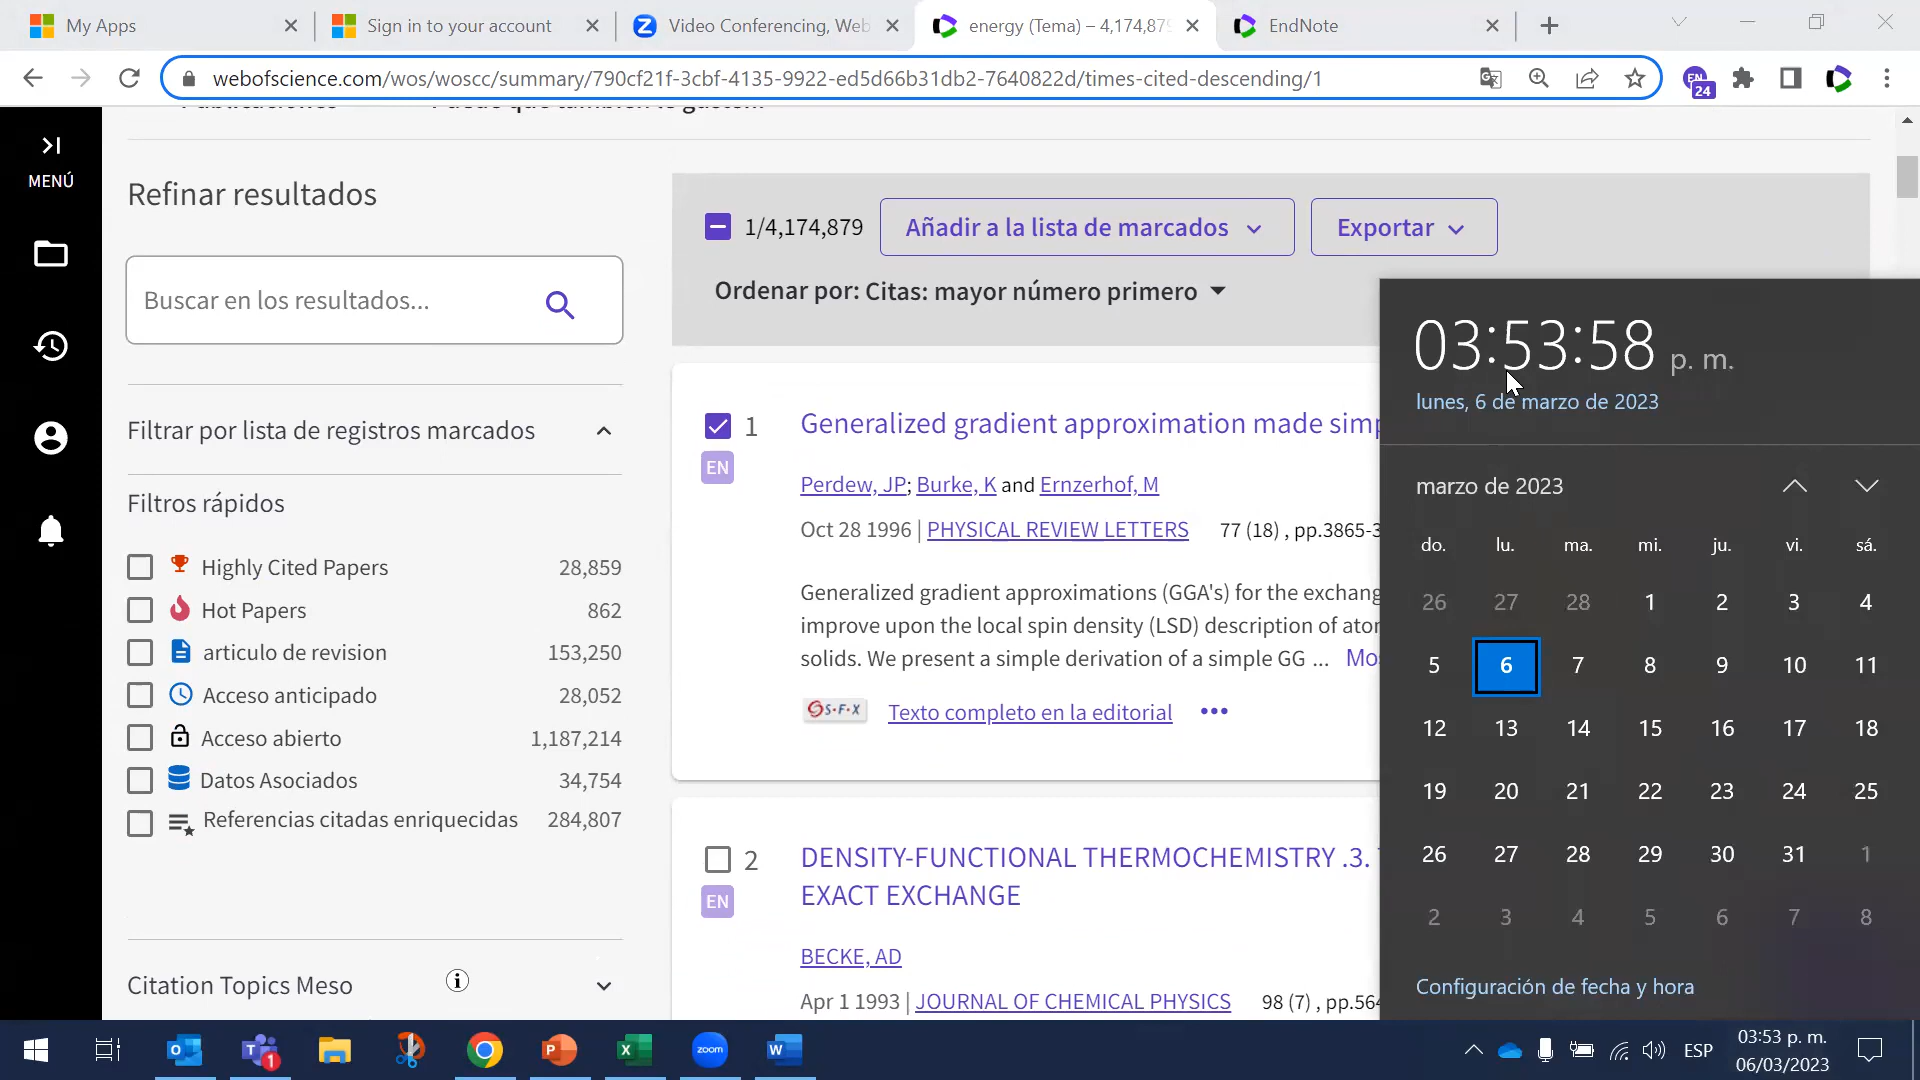 My Apps
Sign in to your account
Video Conferencing, Web
energy (Tema) – 4,174,879
EndNote
webofscience.com/wos/woscc/summary/790cf21f-3cbf-4135-9922-ed5d66b31db2-7640822d/times-cited-descending/1
EN
24
MENÚ
Refinar resultados
Buscar en los resultados...
Filtrar por lista de registros marcados
Filtros rápidos
Highly Cited Papers 28,859
Hot Papers 862
articulo de revision 153,250
Acceso anticipado 28,052
Acceso abierto 1,187,214
Datos Asociados 34,754
Referencias citadas enriquecidas 284,807
Citation Topics Meso
1/4,174,879
Añadir a la lista de marcados
Exportar
Ordenar por: Citas: mayor número primero
1
EN
Generalized gradient approximation made simp
Perdew, JP; Burke, K and Ernzerhof, M
Oct 28 1996 | PHYSICAL REVIEW LETTERS 77 (18) , pp.3865-3
Generalized gradient approximations (GGA's) for the exchang
improve upon the local spin density (LSD) description of ator
solids. We present a simple derivation of a simple GG ... Mos
S·F·X
Texto completo en la editorial
2
EN
DENSITY-FUNCTIONAL THERMOCHEMISTRY .3.
EXACT EXCHANGE
BECKE, AD
Apr 1 1993 | JOURNAL OF CHEMICAL PHYSICS 98 (7) , pp.564
03:53:58 p. m.
lunes, 6 de marzo de 2023
marzo de 2023
do. lu. ma. mi. ju. vi. sá.
26 27 28 1 2 3 4
5 6 7 8 9 10 11
12 13 14 15 16 17 18
19 20 21 22 23 24 25
26 27 28 29 30 31 1
2 3 4 5 6 7 8
Configuración de fecha y hora
1
zoom
ESP
03:53 p. m.
06/03/2023